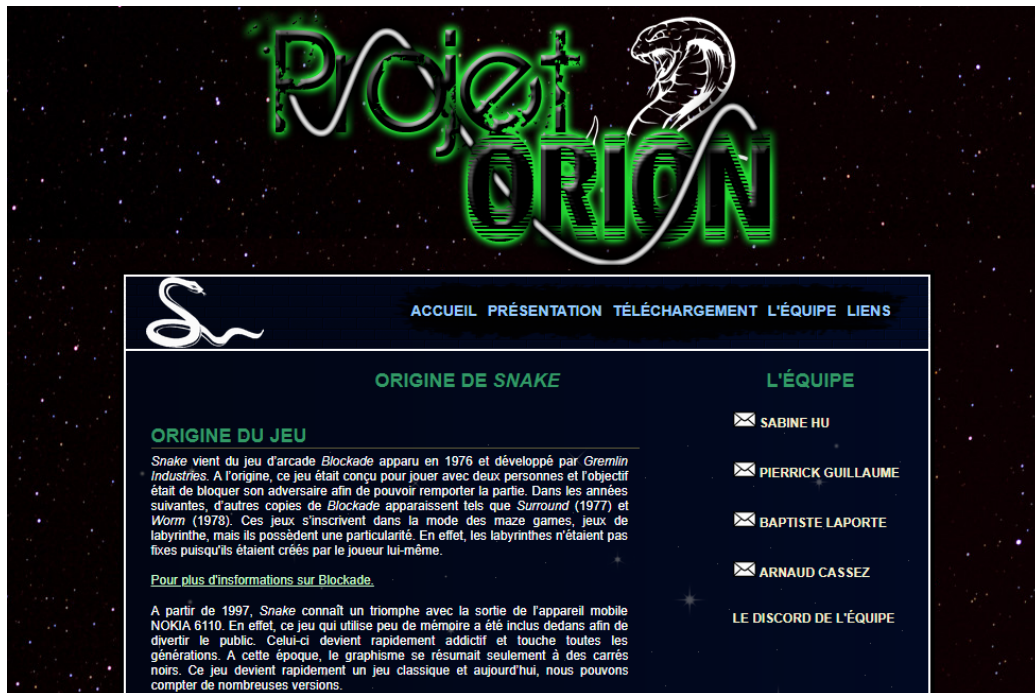 Projet
ORION
ACCUEIL PRÉSENTATION TÉLÉCHARGEMENT L'ÉQUIPE LIENS
ORIGINE DE SNAKE
ORIGINE DU JEU
Snake vient du jeu d'arcade Blockade apparu en 1976 et développé par Gremlin
Industries. A l'origine, ce jeu était conçu pour jouer avec deux personnes et l'objectif
était de bloquer son adversaire afin de pouvoir remporter la partie. Dans les années
suivantes, d'autres copies de Blockade apparaissent tels que Surround (1977) et
Worm (1978). Ces jeux s'inscrivent dans la mode des maze games, jeux de
labyrinthe, mais ils possèdent une particularité. En effet, les labyrinthes n'étaient pas
fixes puisqu'ils étaient créés par le joueur lui-même.
Pour plus d'insformations sur Blockade.
A partir de 1997, Snake connaît un triomphe avec la sortie de l'appareil mobile
NOKIA 6110. En effet, ce jeu qui utilise peu de mémoire a été inclus dedans afin de
divertir le public. Celui-ci devient rapidement addictif et touche toutes les
générations. A cette époque, le graphisme se résumait seulement à des carrés
noirs. Ce jeu devient rapidement un jeu classique et aujourd'hui, nous pouvons
compter de nombreuses versions.
L'ÉQUIPE
SABINE HU
PIERRICK GUILLAUME
BAPTISTE LAPORTE
ARNAUD CASSEZ
LE DISCORD DE L'ÉQUIPE